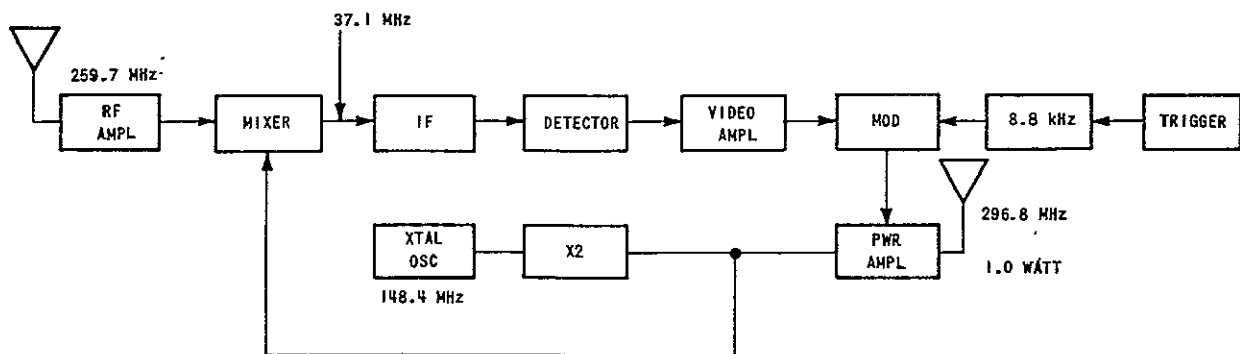 37.1 MHz
259.7 MHz
RF
AMPL
MIXER
IF
DETECTOR
VIDEO
AMPL
MOD
8.8 kHz
TRIGGER
XTAL
OSC
148.4 MHz
X2
PWR
AMPL
296.8 MHz
1.0 WATT